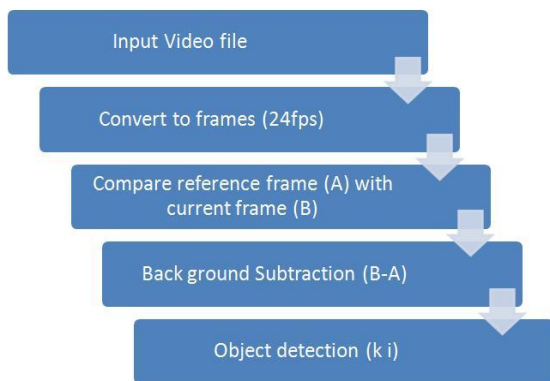 Input Video file
Convert to frames (24fps)
Compare reference frame (A) with
current frame (B)
Back ground Subtraction (B-A)
Object detection (k i)